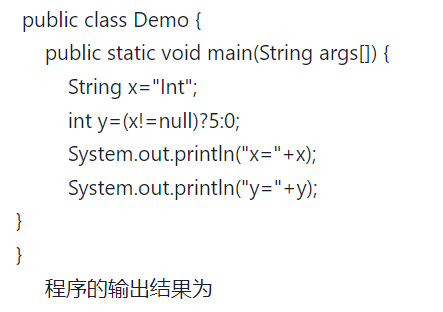 public class Demo {
public static void main(String args[]) {
String x="Int";
int y=(x!=null)?5:0;
System.out.println("x="+x);
System.out.println("y="+y);
}
}
程序的输出结果为